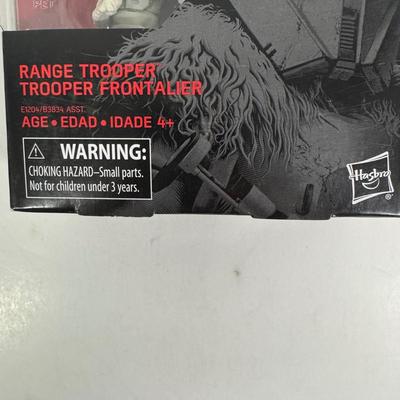 RANGE TROOPER™
TROOPER FRONTALIER
E1204/B3834 ASST.
AGE • EDAD • IDADE 4+
WARNING:
CHOKING HAZARD–Small parts.
Not for children under 3 years.
Hasbro
®